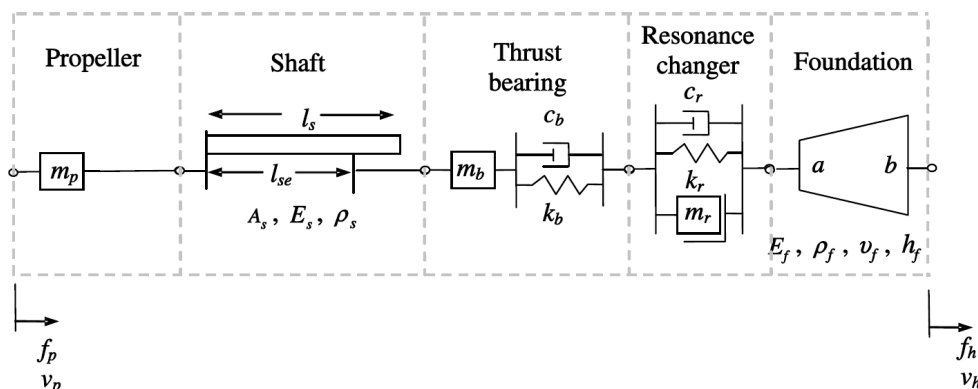 Propeller
Shaft
Thrust
bearing
Resonance
changer
Foundation
m_p
l_s
l_se
A_s, E_s, ρ_s
m_b
c_b
k_b
c_r
k_r
m_r
a
b
E_f, ρ_f, υ_f, h_f
f_p
v_p
f_h
v_h